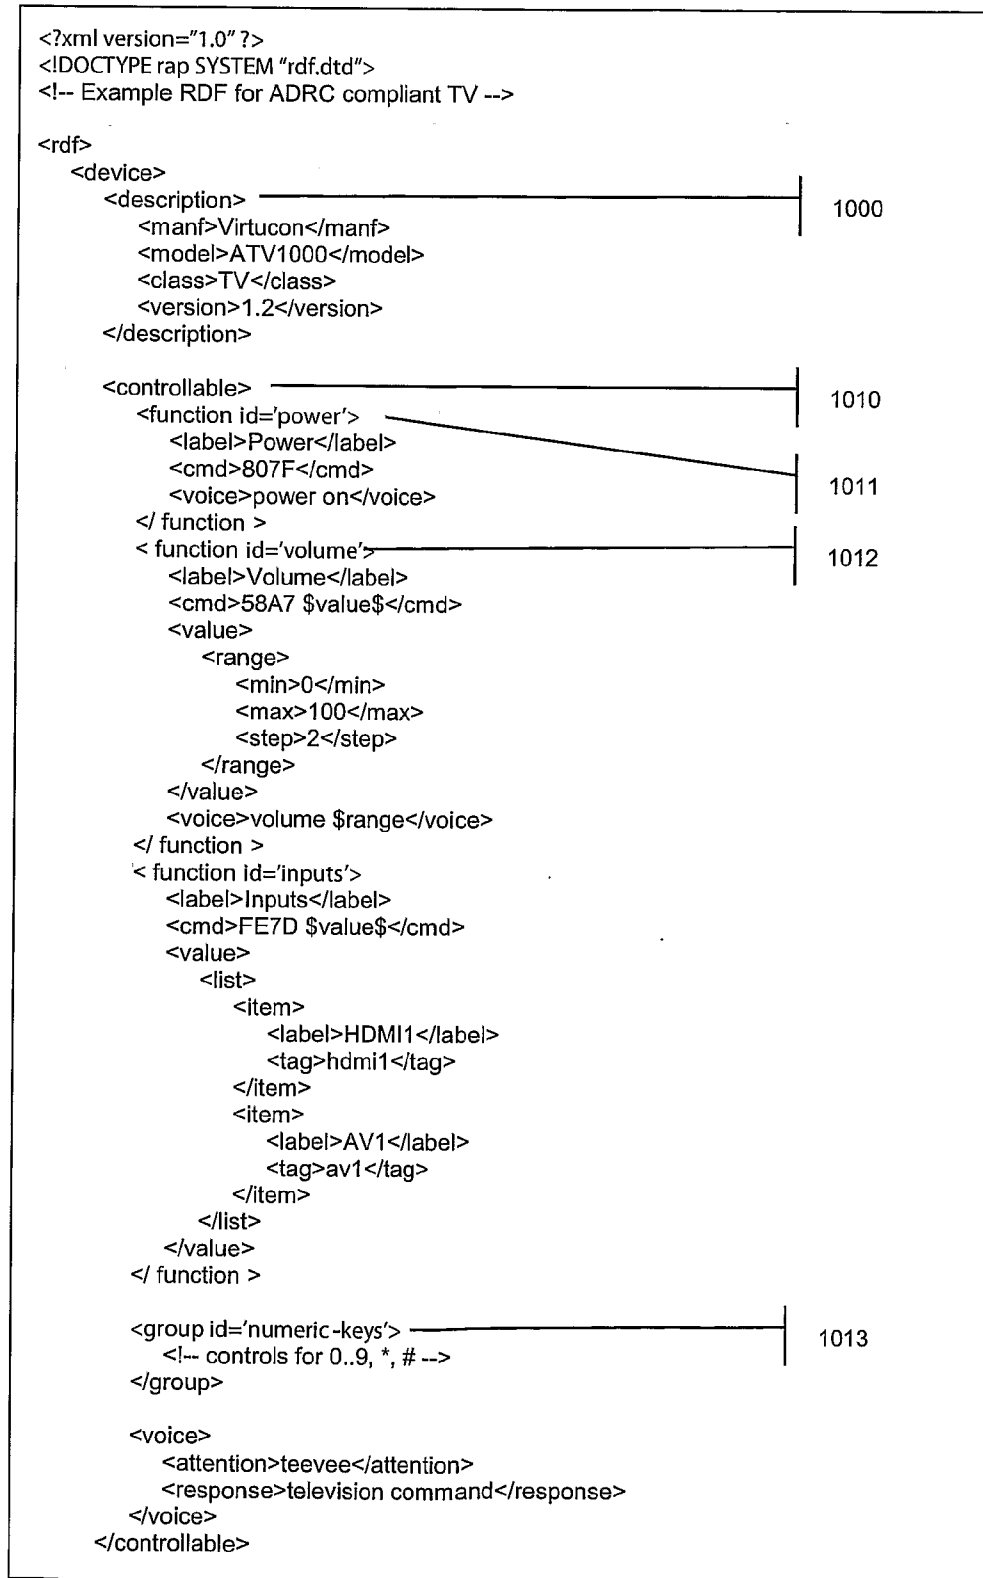 <?xml version="1.0" ?>
<!DOCTYPE rap SYSTEM "rdf.dtd">
<!-- Example RDF for ADRC compliant TV -->
<rdf>
<device>
<description>
1000
<manf>Virtucon</manf>
<model>ATV1000</model>
<class>TV</class>
<version>1.2</version>
</description>
<controllable>
1010
<function id='power'>
<label>Power</label>
<cmd>807F</cmd>
1011
<voice>power on</voice>
</ function >
< function id='volume'>
1012
<label>Volume</label>
<cmd>58A7 $value$</cmd>
<value>
<range>
<min>0</min>
<max>100</max>
<step>2</step>
</range>
</value>
<voice>volume $range</voice>
</ function >
< function id='inputs'>
<label>Inputs</label>
<cmd>FE7D $value$</cmd>
<value>
<list>
<item>
<label>HDMI1</label>
<tag>hdmi1</tag>
</item>
<item>
<label>AV1</label>
<tag>av1</tag>
</item>
</list>
</value>
</ function >
<group id='numeric-keys'>
1013
<!-- controls for 0..9, *, # -->
</group>
<voice>
<attention>teevee</attention>
<response>television command</response>
</voice>
</controllable>